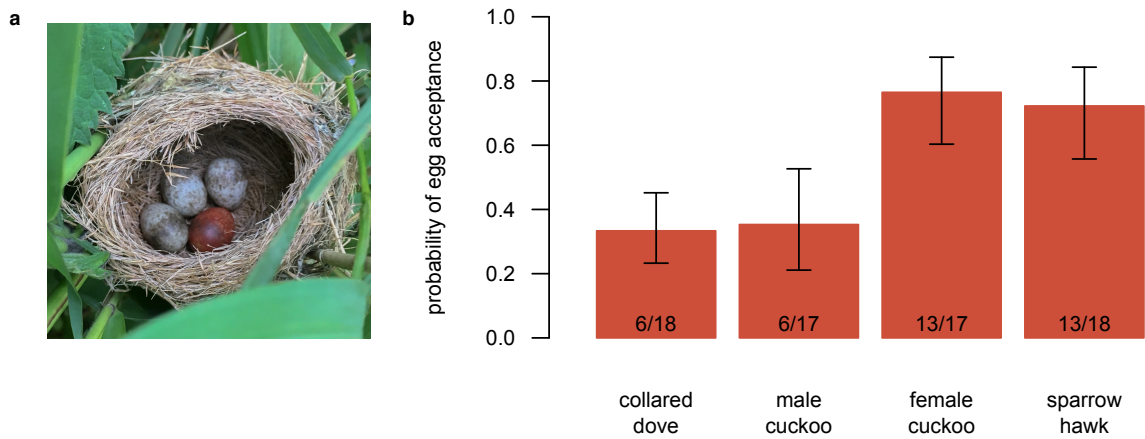 a
b
probability of egg acceptance
1.0
0.8
0.6
0.4
0.2
0.0
6/18
6/17
13/17
13/18
collared
dove
male
cuckoo
female
cuckoo
sparrow
hawk